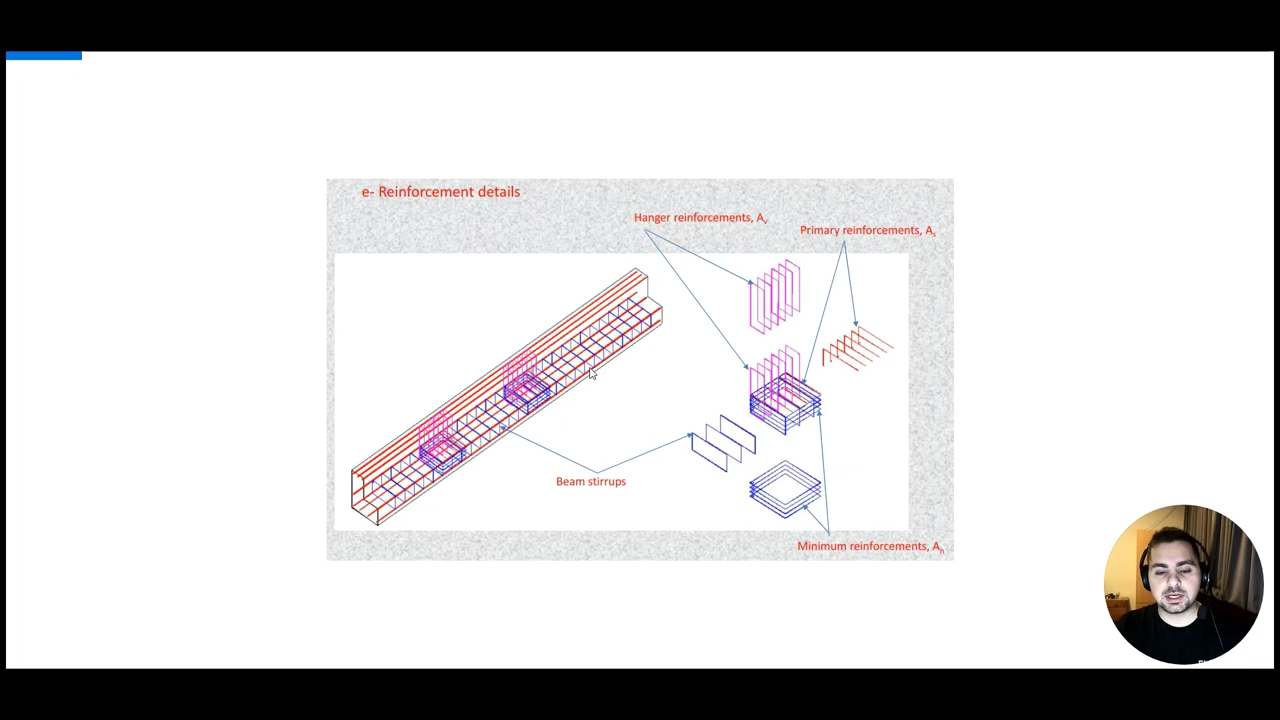 e- Reinforcement details
Hanger reinforcements, Av
Primary reinforcements, As
Beam stirrups
Minimum reinforcements, Ah